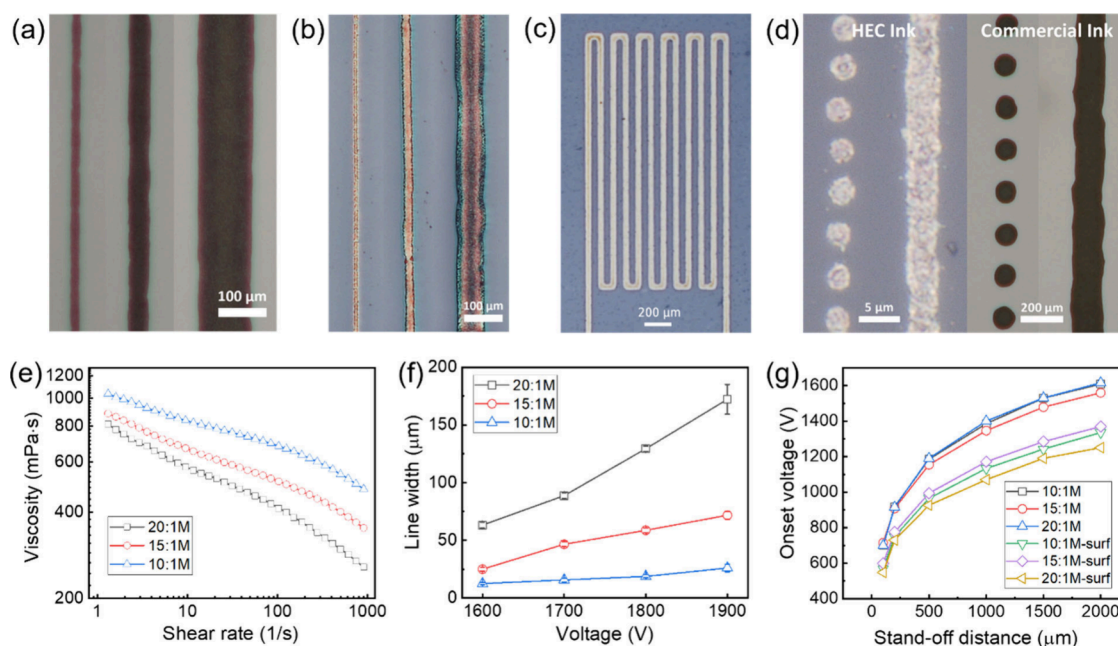 (a)
100 μm
(b)
100 μm
(c)
200 μm
(d)
HEC Ink
Commercial Ink
5 μm
200 μm
(e)
1200
1000
800
600
400
200
Viscosity (mPa·s)
20:1M
15:1M
10:1M
1
10
100
1000
Shear rate (1/s)
(f)
200
150
100
50
0
Line width (μm)
20:1M
15:1M
10:1M
1600
1700
1800
1900
Voltage (V)
(g)
1600
1400
1200
1000
800
600
400
Onset voltage (V)
10:1M
15:1M
20:1M
10:1M-surf
15:1M-surf
20:1M-surf
0
500
1000
1500
2000
Stand-off distance (μm)